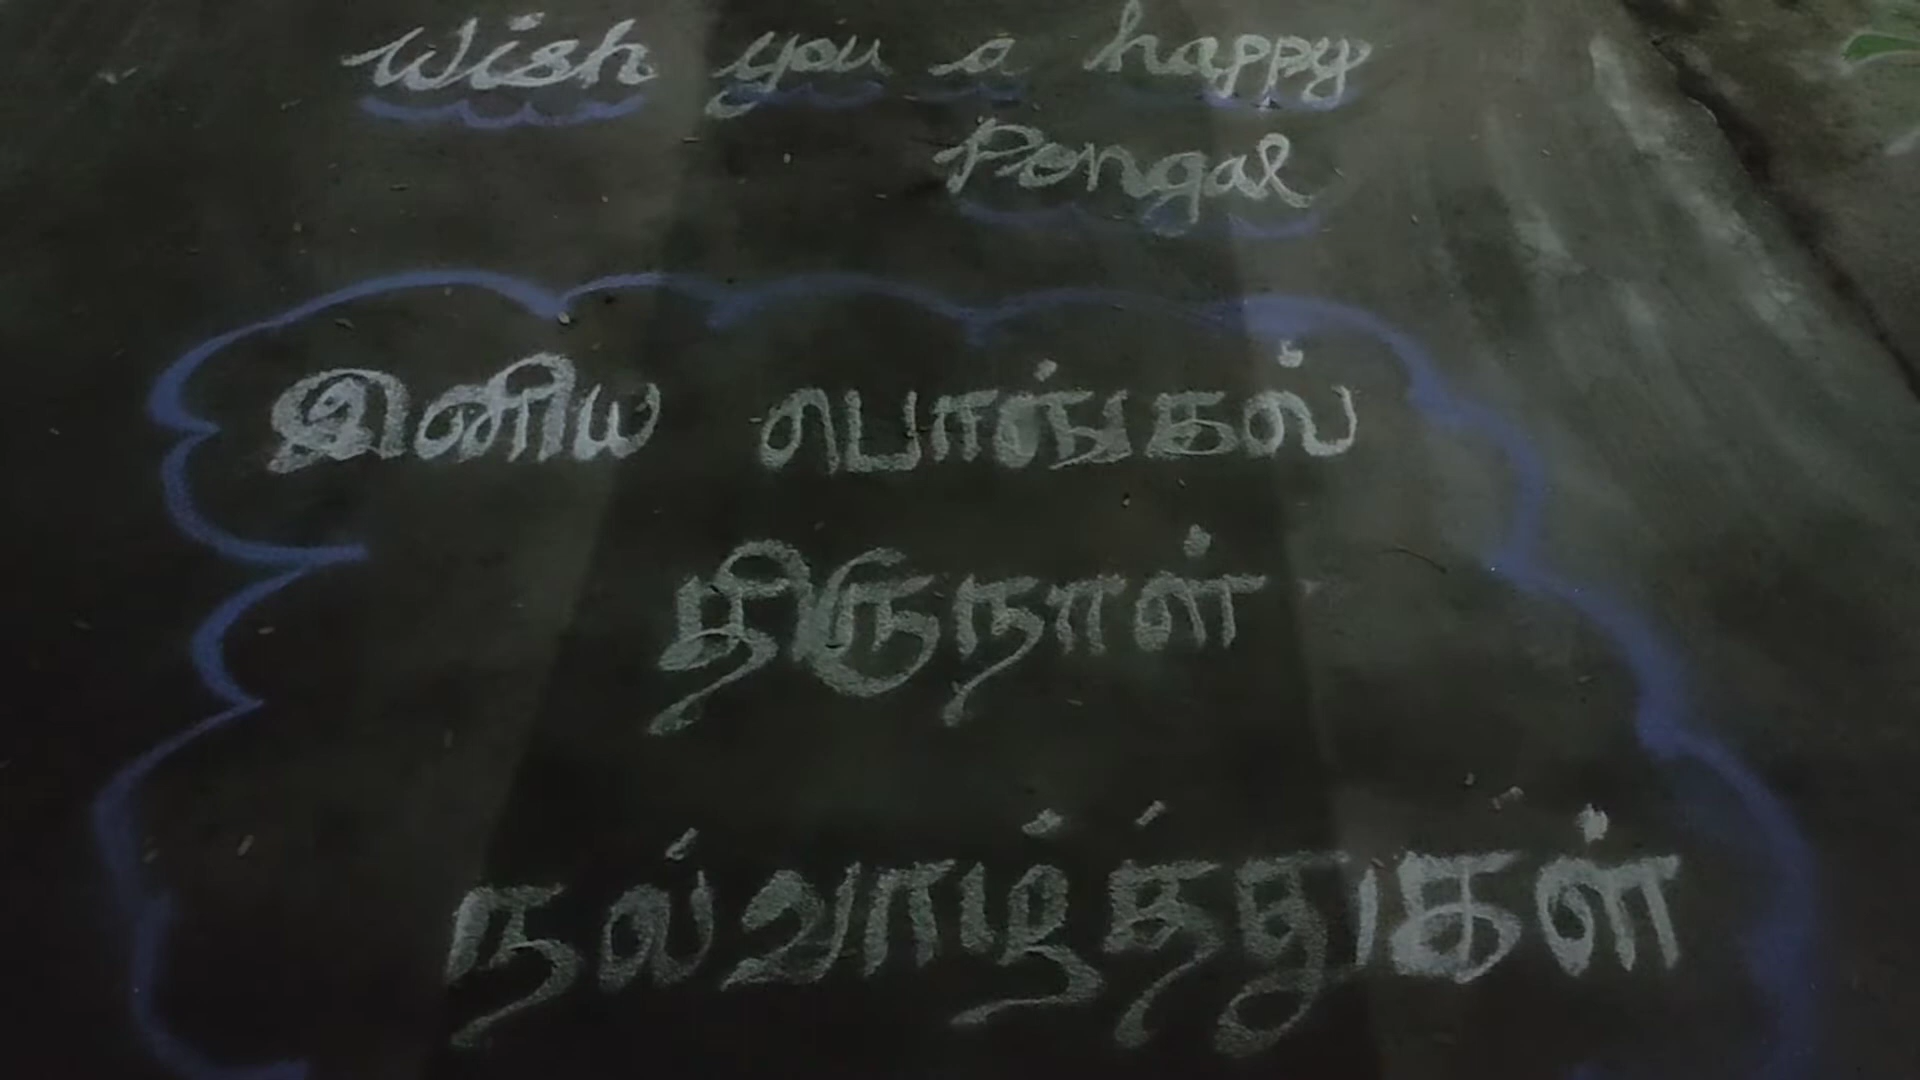 Wish you a happy
Pongal
இனிய பொங்கல்
திருநாள்
நல்வாழ்த்துகள்